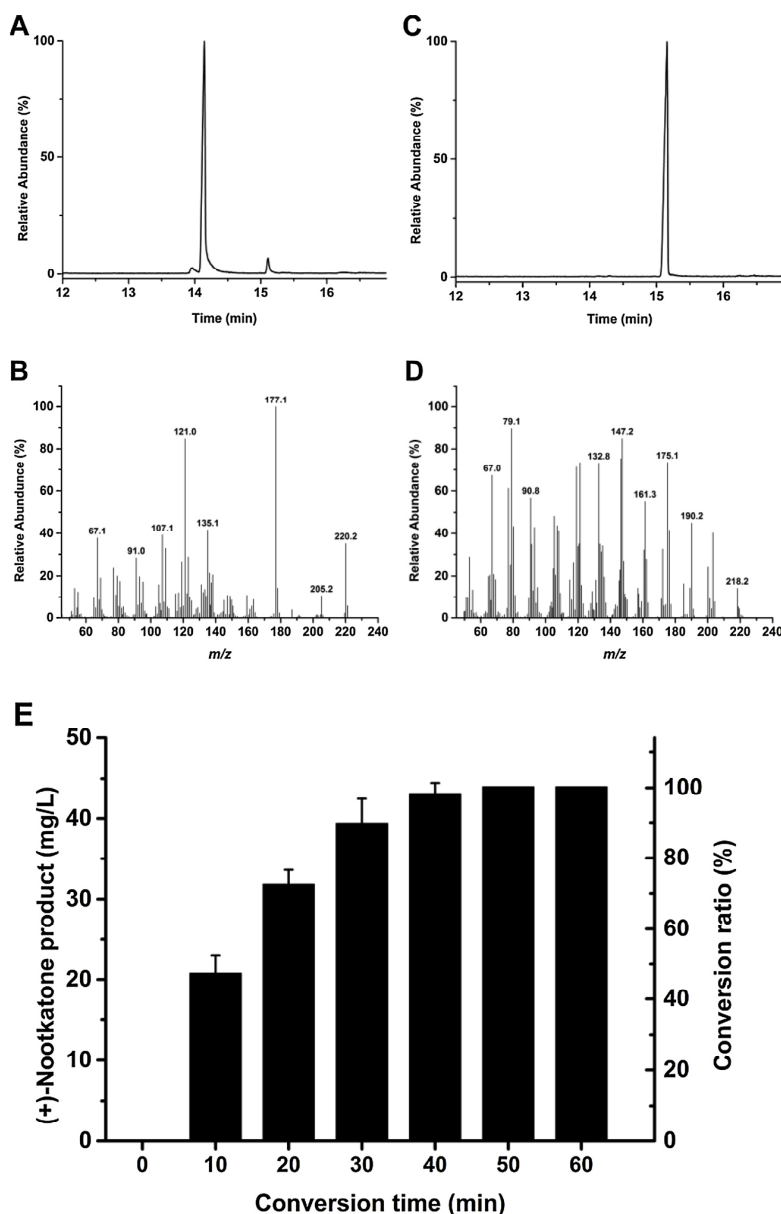 A
Relative Abundance (%)
100
50
0
12 13 14 15 16
Time (min)
C
Relative Abundance (%)
100
50
0
12 13 14 15 16
Time (min)
B
Relative Abundunce (%)
100
80
60
40
20
0
67.1
91.0
107.1
121.0
135.1
177.1
205.2
220.2
60 80 100 120 140 160 180 200 220 240
m/z
D
Relative Abundance (%)
100
80
60
40
20
0
67.0
79.1
90.8
132.8
147.2
161.3
175.1
190.2
218.2
60 80 100 120 140 160 180 200 220 240
m/z
E
(+)-Nootkatone product (mg/L)
50
40
30
20
10
0
0 10 20 30 40 50 60
Conversion time (min)
100
80
60
40
20
0
Conversion ratio (%)